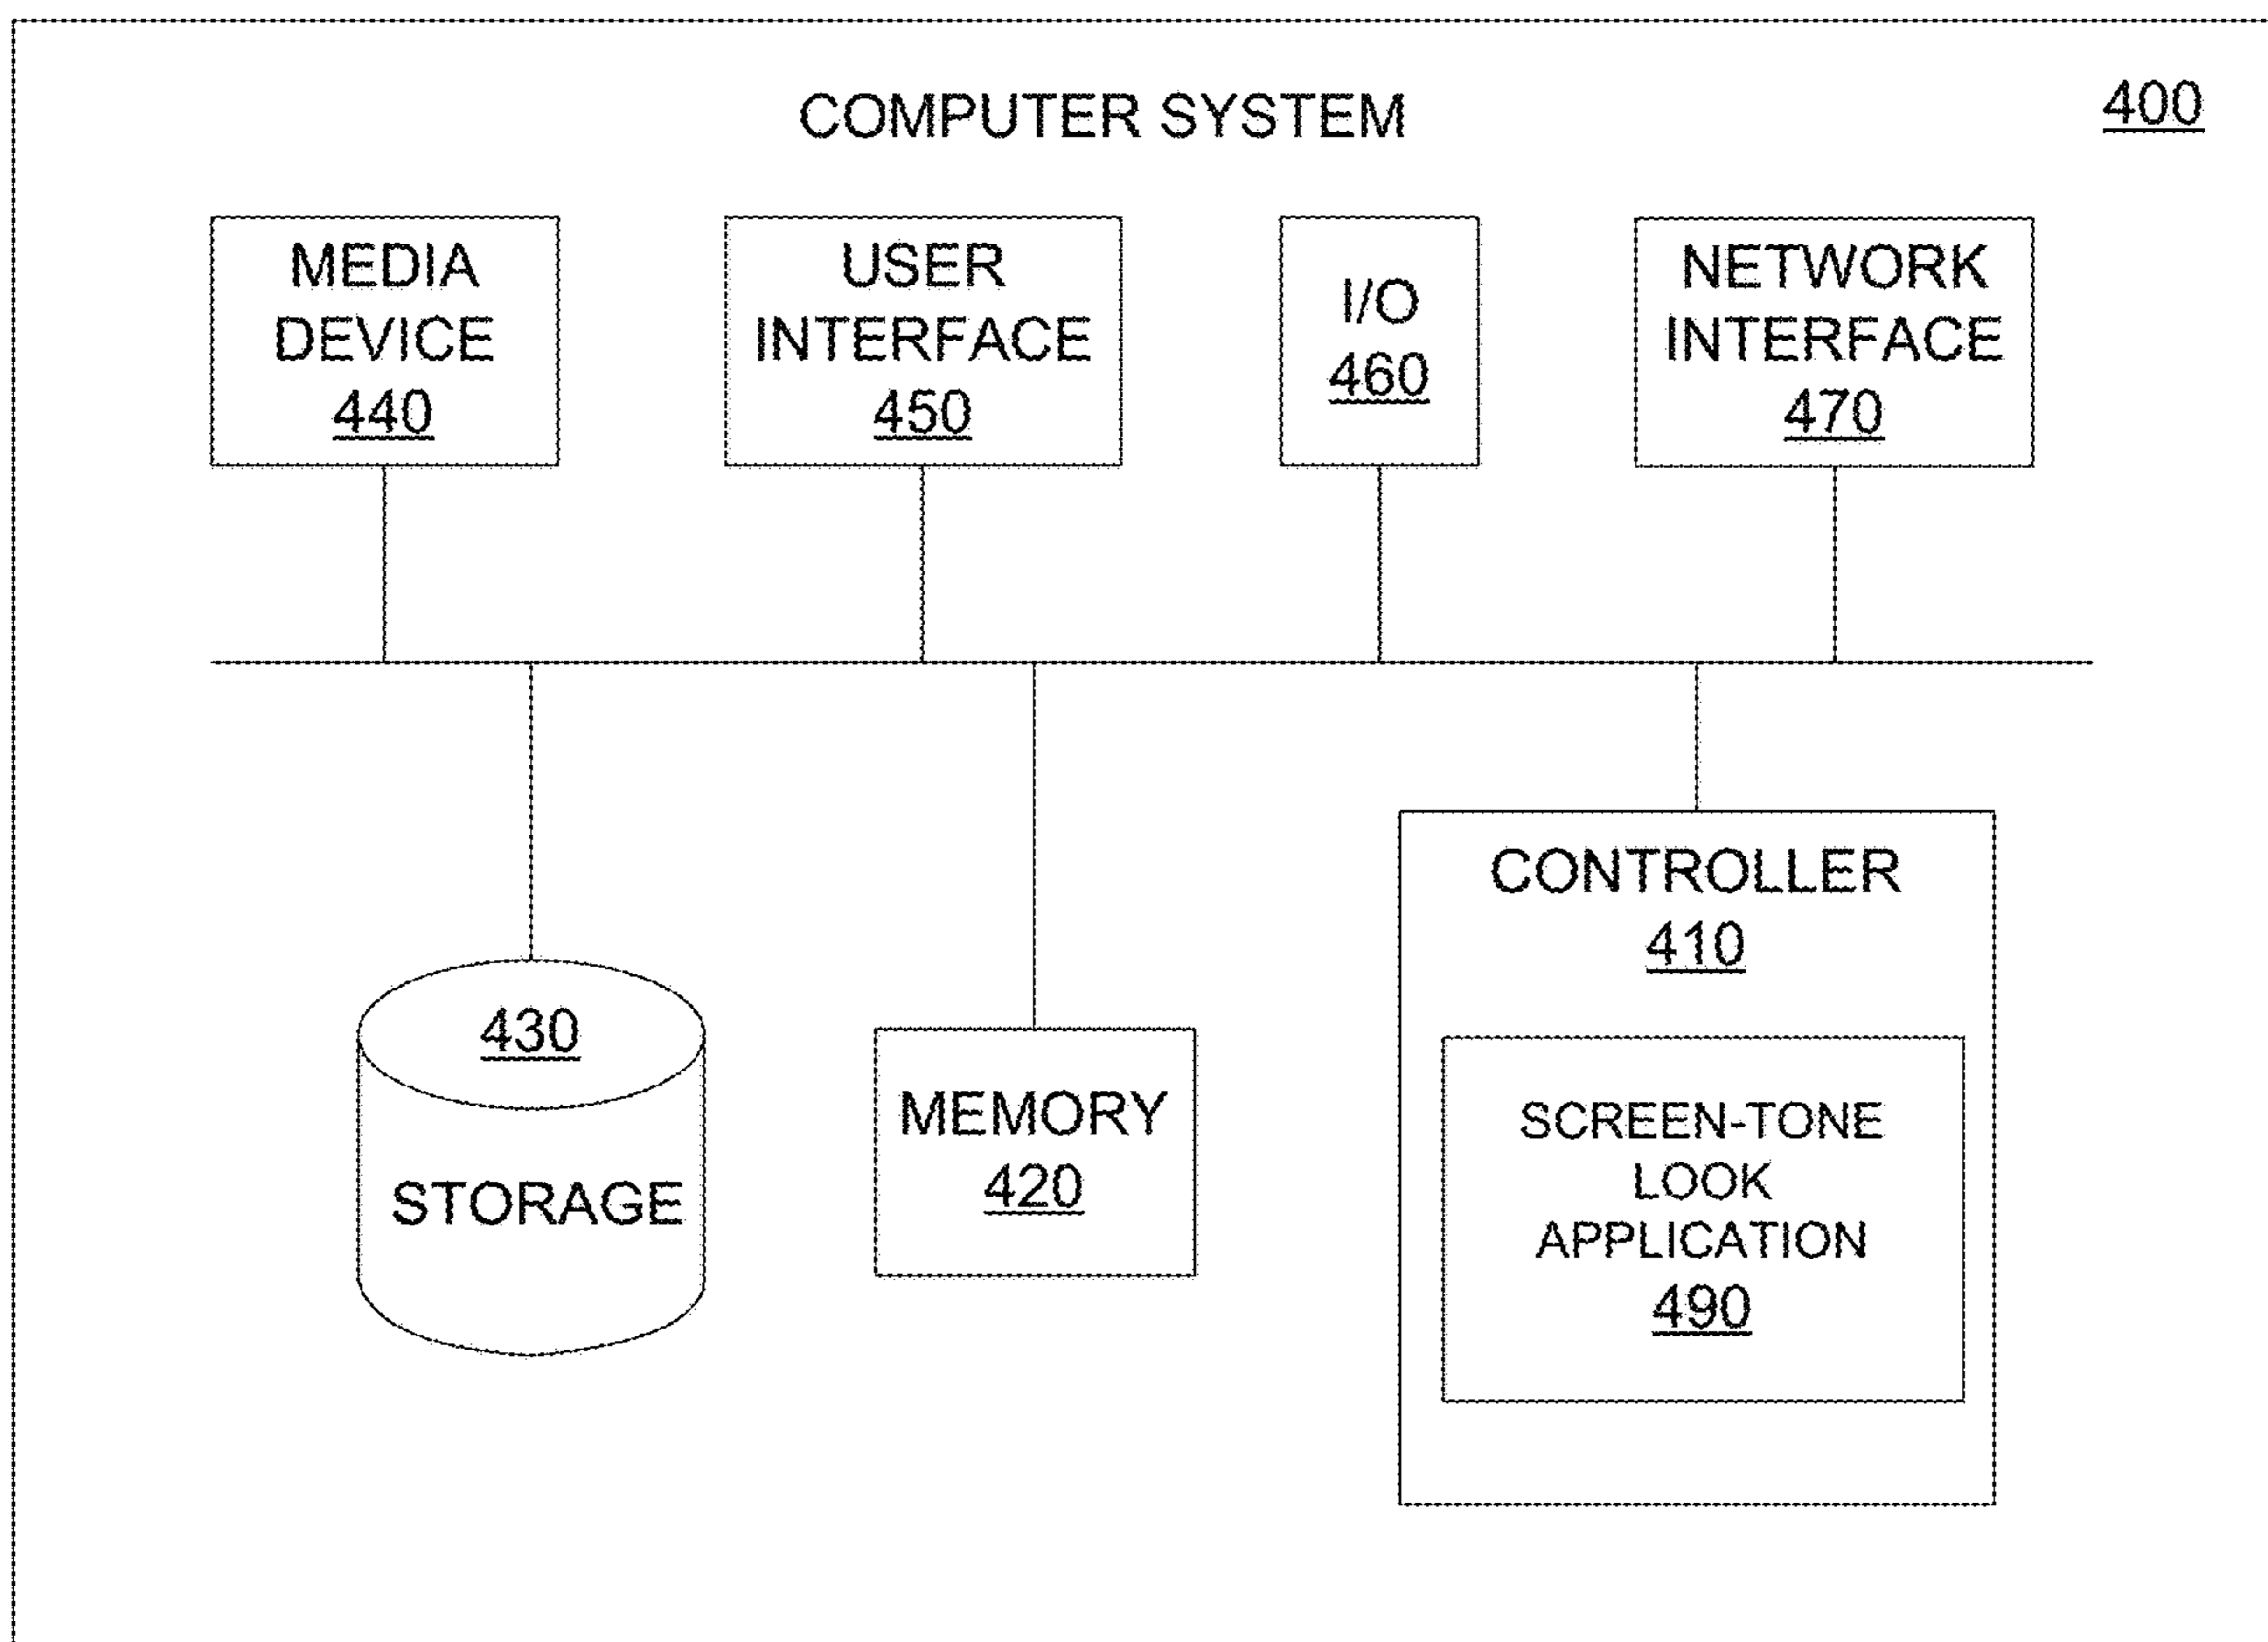 COMPUTER SYSTEM
400
MEDIA
DEVICE
440
USER
INTERFACE
450
I/O
460
NETWORK
INTERFACE
470
430
STORAGE
MEMORY
420
CONTROLLER
410
SCREEN-TONE
LOOK
APPLICATION
490